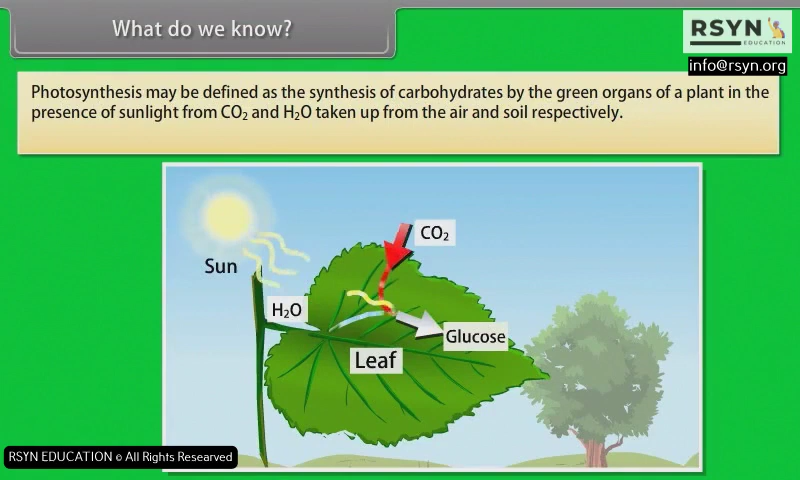 What do we know?
RSYN
EDUCATION
info@rsyn.org
Photosynthesis may be defined as the synthesis of carbohydrates by the green organs of a plant in the
presence of sunlight from CO₂ and H₂O taken up from the air and soil respectively.
CO₂
Sun
H₂O
Glucose
Leaf
RSYN EDUCATION © All Rights Researved